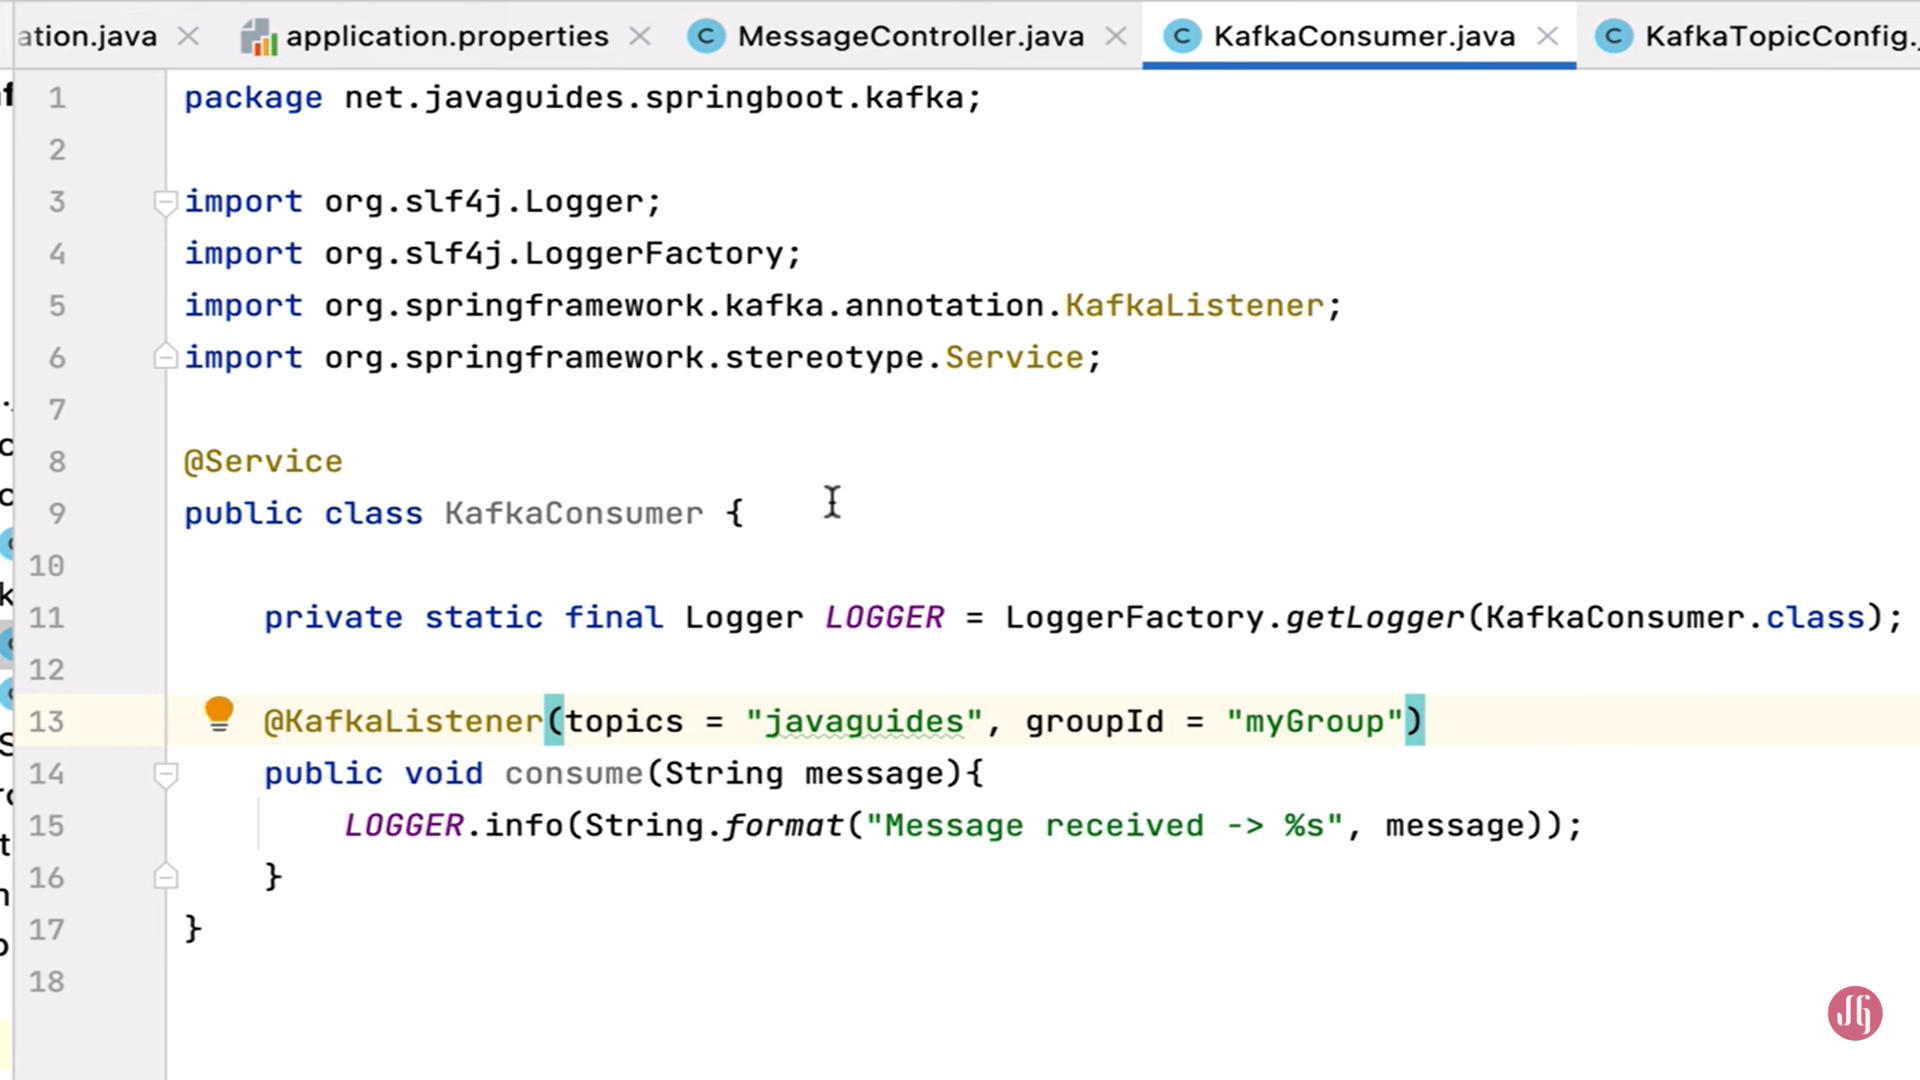 ation.java application.properties MessageController.java KafkaConsumer.java KafkaTopicConfig.
1 package net.javaguides.springboot.kafka;
2
3 import org.slf4j.Logger;
4 import org.slf4j.LoggerFactory;
5 import org.springframework.kafka.annotation.KafkaListener;
6 import org.springframework.stereotype.Service;
7
8 @Service
9 public class KafkaConsumer {
10
11 private static final Logger LOGGER = LoggerFactory.getLogger(KafkaConsumer.class);
12
13 @KafkaListener(topics = "javaguides", groupId = "myGroup")
14 public void consume(String message){
15 LOGGER.info(String.format("Message received -> %s", message));
16 }
17 }
18
JG